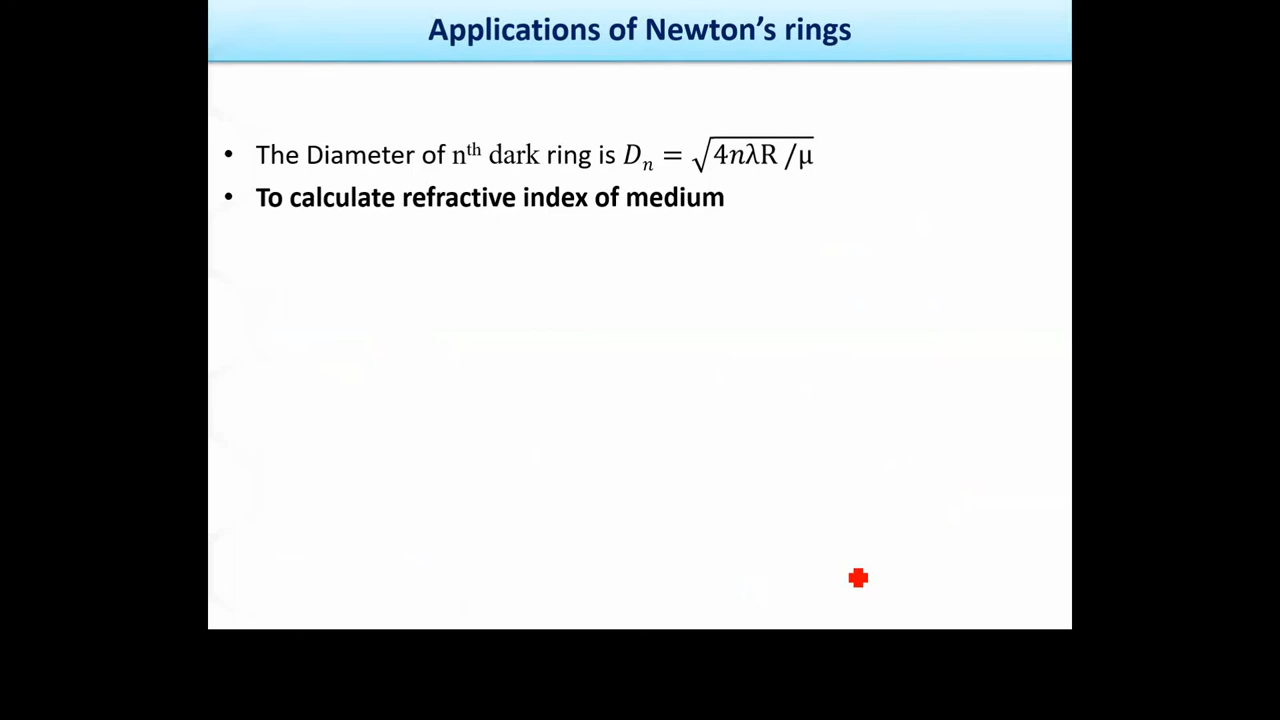 Applications of Newton's rings
• The Diameter of nᵗʰ dark ring is Dₙ = √4nλR /μ
• To calculate refractive index of medium